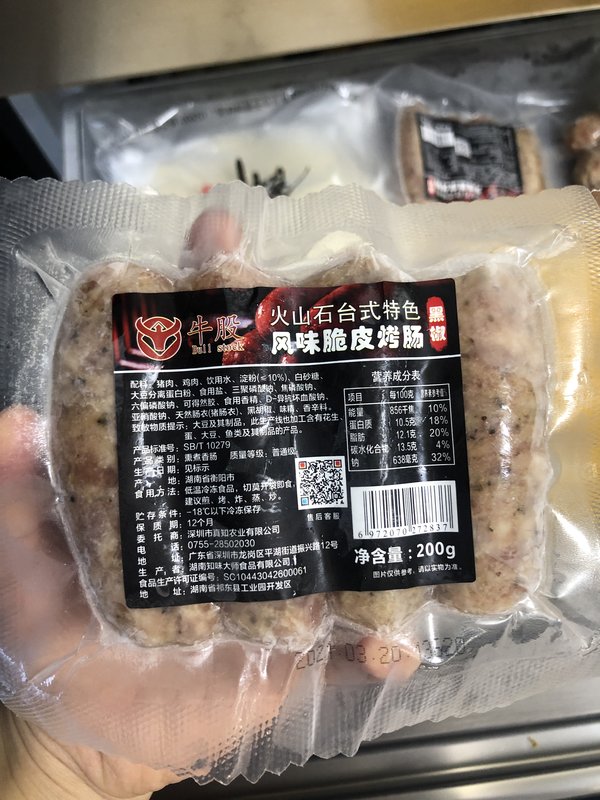 牛股
Bull stock
火山石台式特色
风味脆皮烤肠
黑椒
配料：猪肉、鸡肉、饮用水、淀粉(≤10%)、白砂糖、
大豆分离蛋白粉、食用盐、三聚磷酸钠、焦磷酸钠、
六偏磷酸钠、可得然胶、食用香精、D-异抗坏血酸钠、
亚硝酸钠、天然肠衣(猪肠衣)、黑胡椒、味精、香辛料。
致敏物质提示：大豆及其制品，此生产线也加工含有花生、
蛋、大豆、鱼类及其制品的产品。
产品标准号：SB/T 10279
产品类别：熏煮香肠 质量等级：普通级
生产日期：见标示
产地：湖南省衡阳市
食用方法：低温冷冻食品，切莫开袋即食，
建议煎、烤、炸、蒸、炒。
贮存条件：-18℃以下冷冻保存
保质期：12个月
委托商：深圳市真知农业有限公司
电话：0755-28502030
地址：广东省深圳市龙岗区平湖街道振兴路12号
生产者：湖南知味大师食品有限公司
食品生产许可证编号：SC10443042600061
地址：湖南省祁东县工业园开发区
营养成分表
项目 每100克 营养素参考值%
能量 856千焦 10%
蛋白质 10.5克 18%
脂肪 12.1克 20%
碳水化合物 13.5克 4%
钠 638毫克 32%
售后客服
6 972070 272837
净含量：200g
图片仅供参考，请以实物为准.